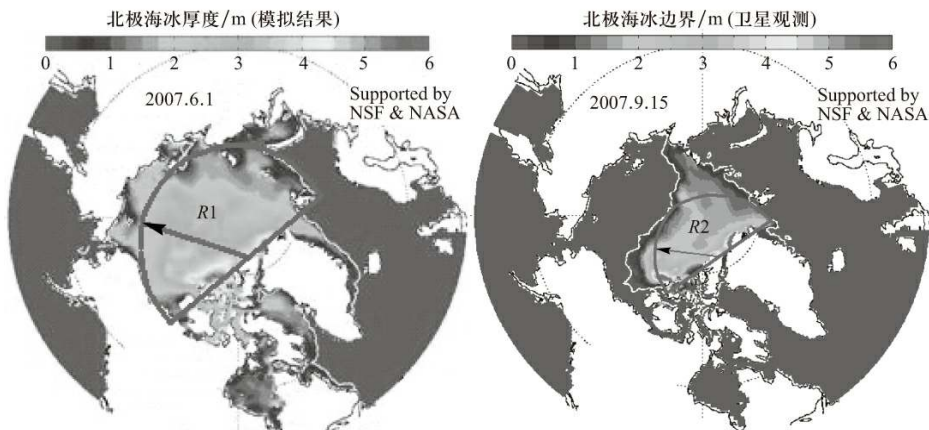 北极海冰厚度/m (模拟结果)
0 1 2 3 4 5 6
2007.6.1
Supported by
NSF & NASA
R1
北极海冰边界/m (卫星观测)
0 1 2 3 4 5 6
2007.9.15
Supported by
NSF & NASA
R2